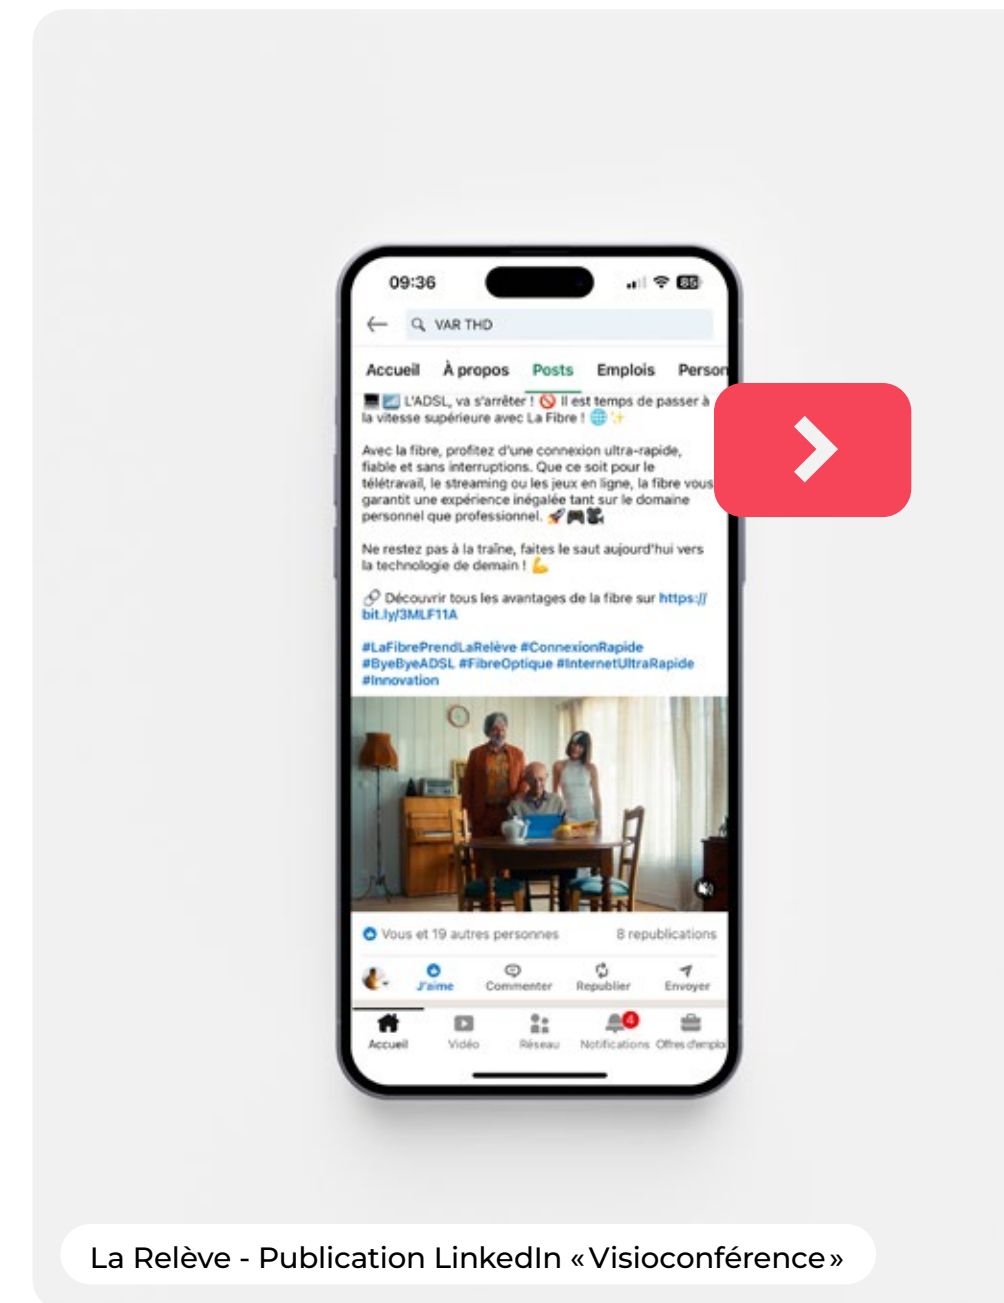 09:36
85
VAR THD
Accueil À propos Posts Emplois Person
L'ADSL, va s'arrêter ! 🚫 Il est temps de passer à
la vitesse supérieure avec La Fibre ! 🌐✨
Avec la fibre, profitez d'une connexion ultra-rapide,
fiable et sans interruptions. Que ce soit pour le
télétravail, le streaming ou les jeux en ligne, la fibre vous
garantit une expérience inégalée tant sur le domaine
personnel que professionnel. 🚀🎮🎥
Ne restez pas à la traîne, faites le saut aujourd'hui vers
la technologie de demain ! 💪
🔗 Découvrir tous les avantages de la fibre sur https://
bit.ly/3MLF11A
#LaFibrePrendLaRelève #ConnexionRapide
#ByeByeADSL #FibreOptique #InternetUltraRapide
#Innovation
Vous et 19 autres personnes 8 republications
J'aime Commenter Republier Envoyer
4
Accueil Vidéo Réseau Notifications Offres d'emploi
La Relève - Publication LinkedIn «Visioconférence»